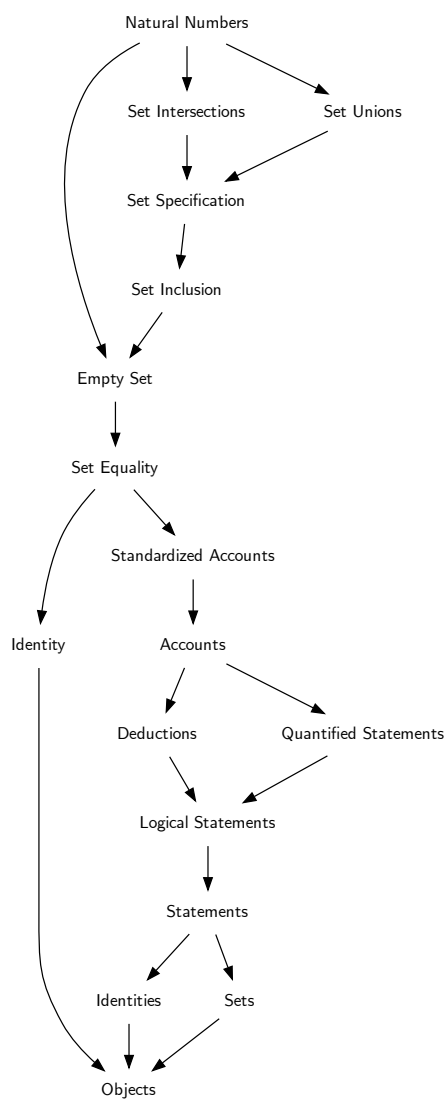 Natural Numbers
Set Intersections
Set Unions
Set Specification
Set Inclusion
Empty Set
Set Equality
Standardized Accounts
Identity
Accounts
Deductions
Quantified Statements
Logical Statements
Statements
Identities
Sets
Objects